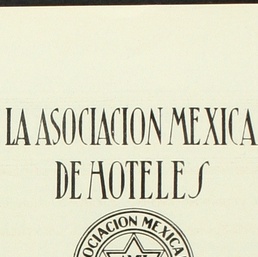 LA ASOCIACION MEXICA
DE HOTELES
OCIACION MEXICA